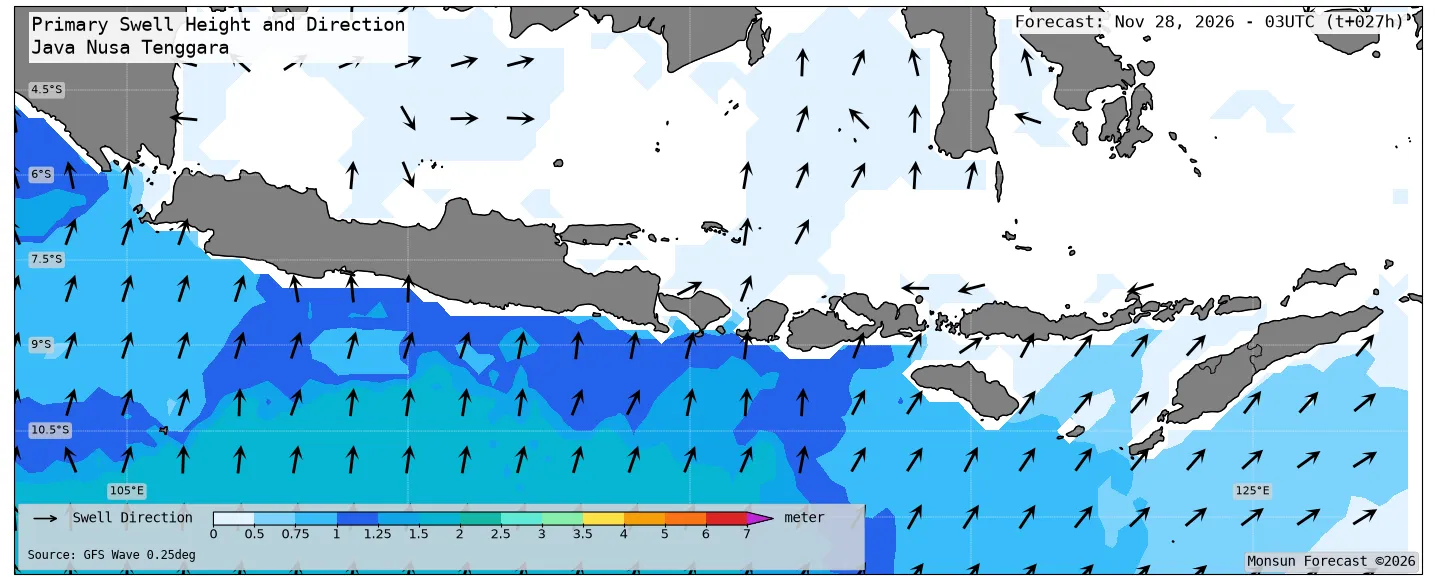 Primary Swell Height and Direction
Java Nusa Tenggara
Forecast: Nov 28, 2026 - 03UTC (t+027h)
4.5°S
6°S
7.5°S
9°S
10.5°S
105°E
125°E
Swell Direction
0 0.5 0.75 1 1.25 1.5 2 2.5 3 3.5 4 5 6 7
meter
Source: GFS Wave 0.25deg
Monsun Forecast ©2026